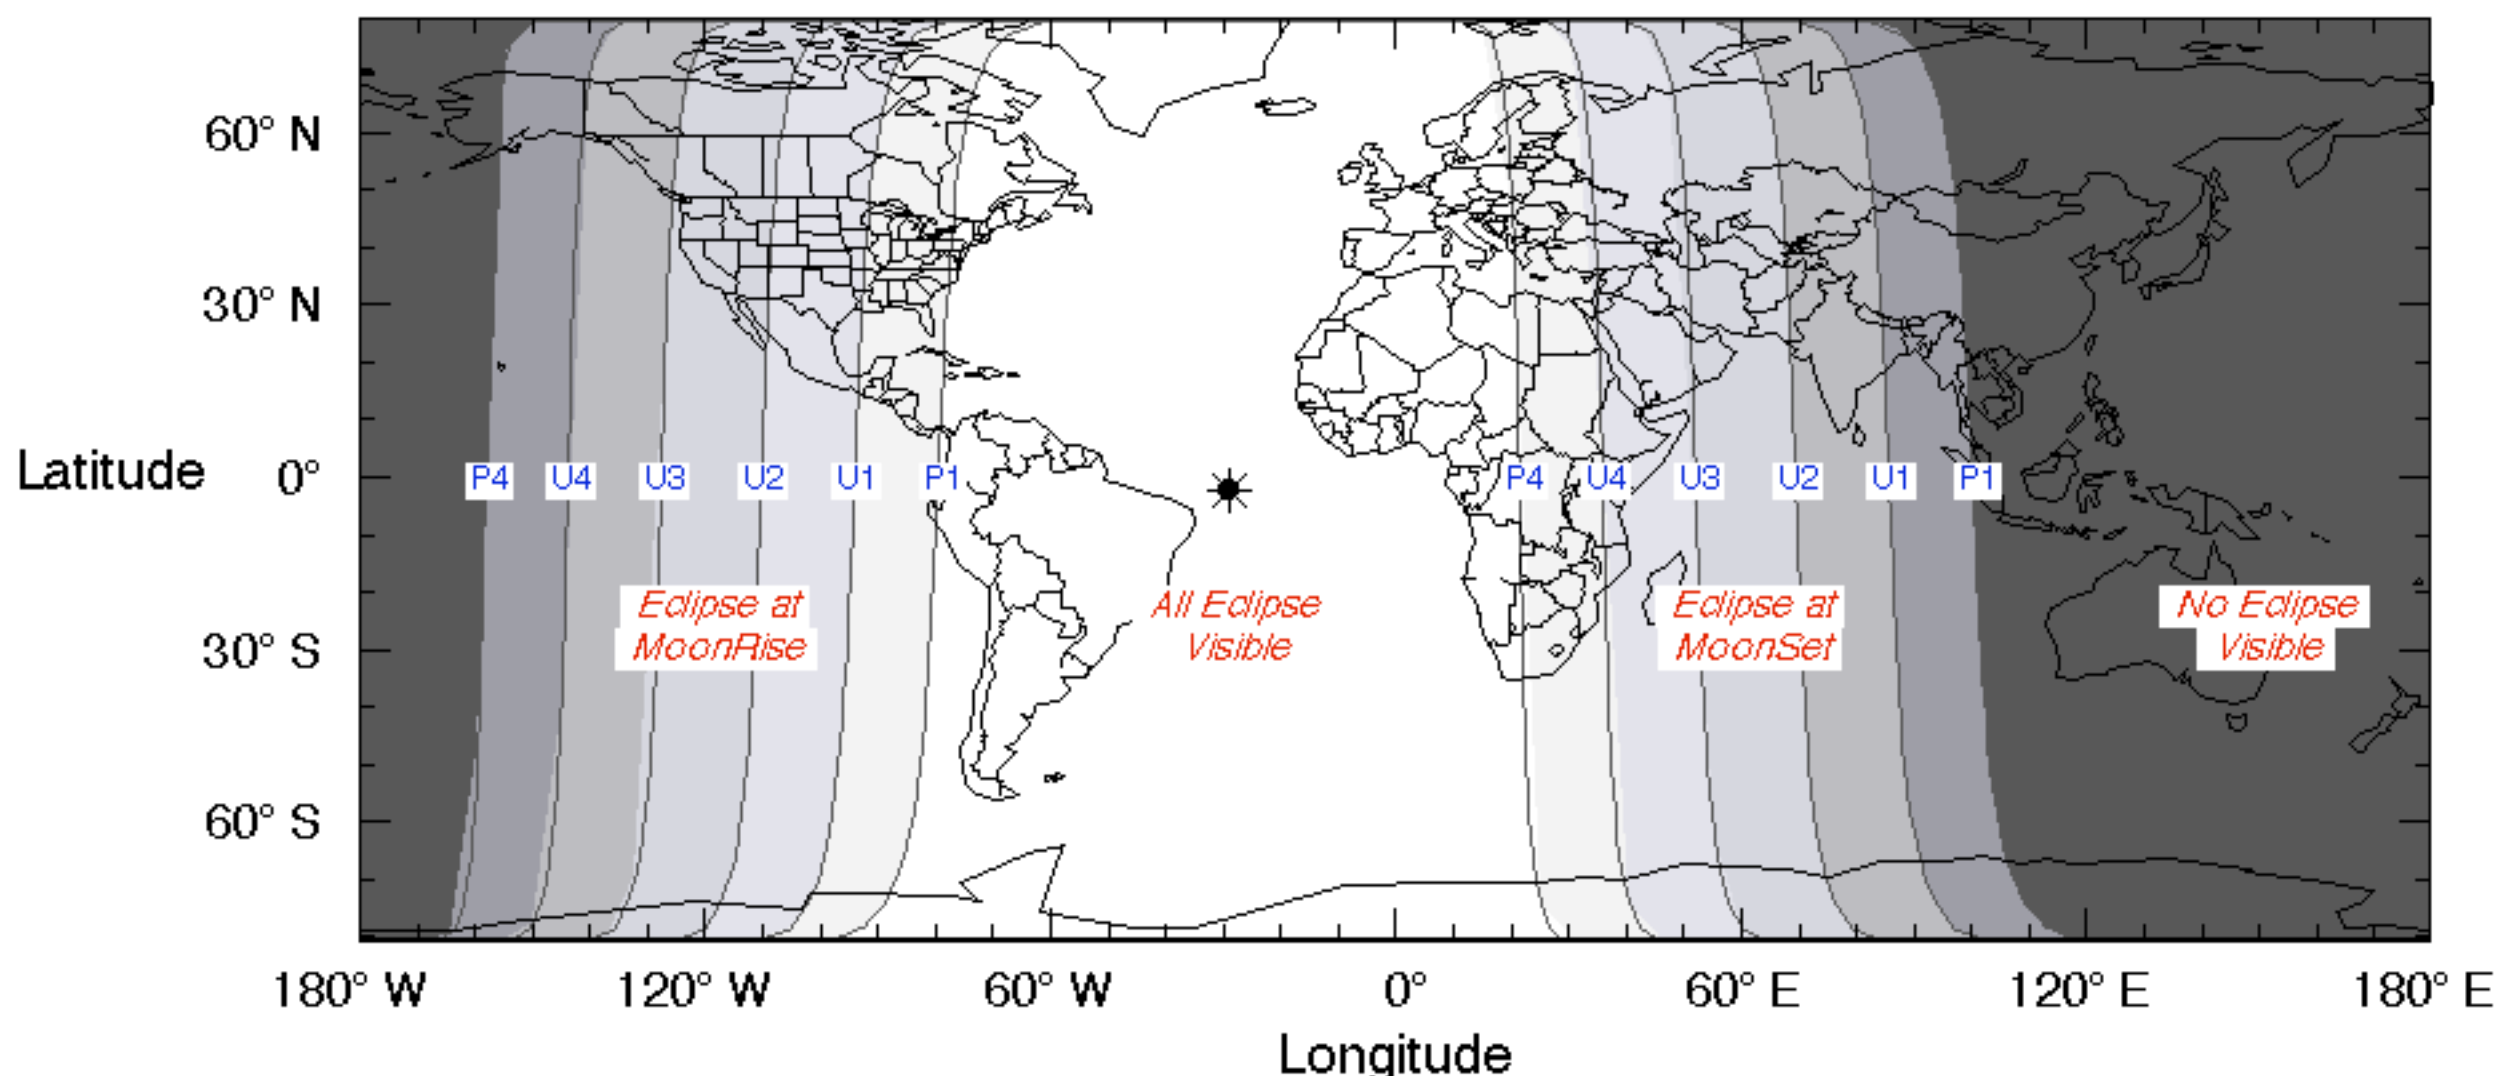 60° N
30° N
Latitude 0°
P4 U4 U3 U2 U1 P1 P4 U4 U3 U2 U1 P1
Eclipse at MoonRise
All Eclipse Visible
Eclipse at MoonSet
No Eclipse Visible
30° S
60° S
180° W 120° W 60° W 0° 60° E 120° E 180° E
Longitude